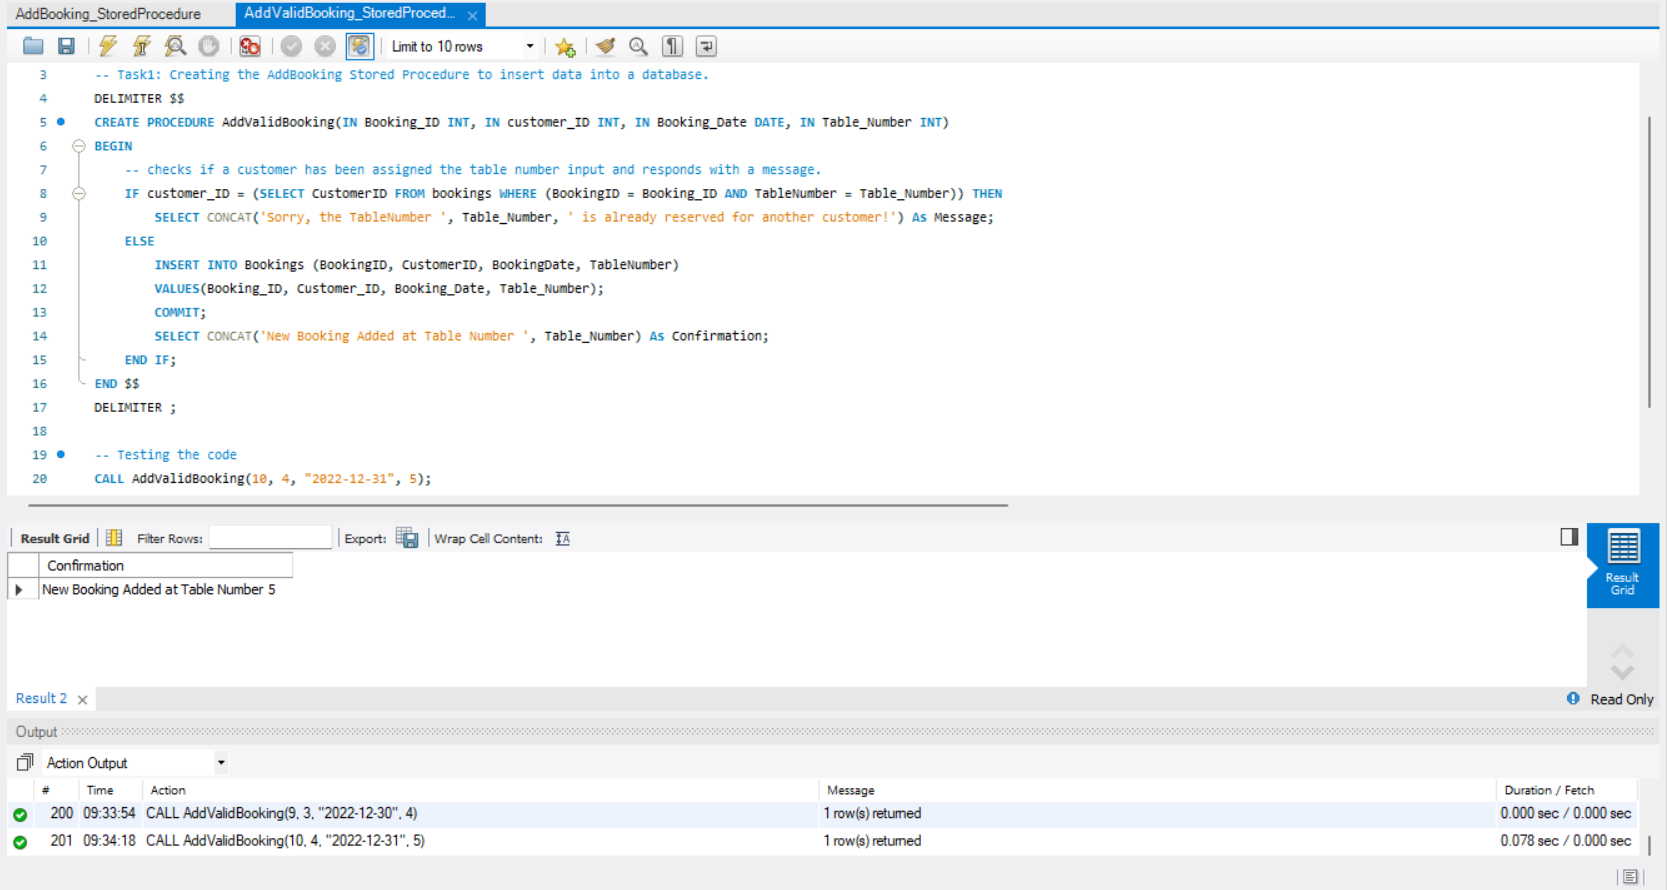 AddBooking_StoredProcedure
AddValidBooking_StoredProced...
Limit to 10 rows
3 -- Task1: Creating the AddBooking Stored Procedure to insert data into a database.
4 DELIMITER $$
5 CREATE PROCEDURE AddValidBooking(IN Booking_ID INT, IN customer_ID INT, IN Booking_Date DATE, IN Table_Number INT)
6 BEGIN
7 -- checks if a customer has been assigned the table number input and responds with a message.
8 IF customer_ID = (SELECT CustomerID FROM bookings WHERE (BookingID = Booking_ID AND TableNumber = Table_Number)) THEN
9 SELECT CONCAT('Sorry, the TableNumber ', Table_Number, ' is already reserved for another customer!') As Message;
10 ELSE
11 INSERT INTO Bookings (BookingID, CustomerID, BookingDate, TableNumber)
12 VALUES(Booking_ID, Customer_ID, Booking_Date, Table_Number);
13 COMMIT;
14 SELECT CONCAT('New Booking Added at Table Number ', Table_Number) As Confirmation;
15 END IF;
16 END $$
17 DELIMITER ;
18
19 -- Testing the code
20 CALL AddValidBooking(10, 4, "2022-12-31", 5);
Result Grid Filter Rows: Export: Wrap Cell Content:
Result
Grid
Confirmation
New Booking Added at Table Number 5
Result 2
Read Only
Output
Action Output
# Time Action Message Duration / Fetch
200 09:33:54 CALL AddValidBooking(9, 3, "2022-12-30", 4) 1 row(s) returned 0.000 sec / 0.000 sec
201 09:34:18 CALL AddValidBooking(10, 4, "2022-12-31", 5) 1 row(s) returned 0.078 sec / 0.000 sec